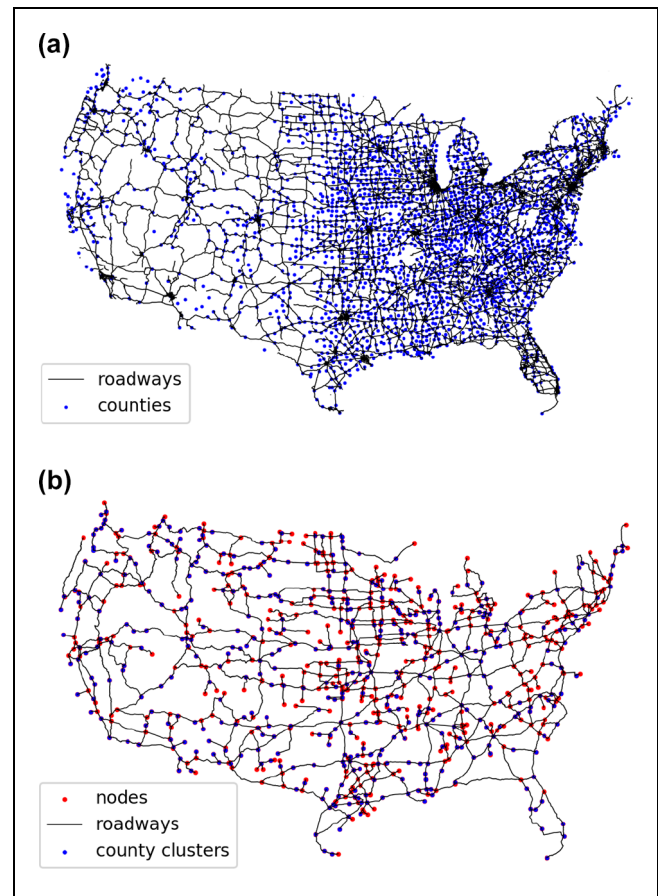 (a)
roadways
counties
(b)
nodes
roadways
county clusters